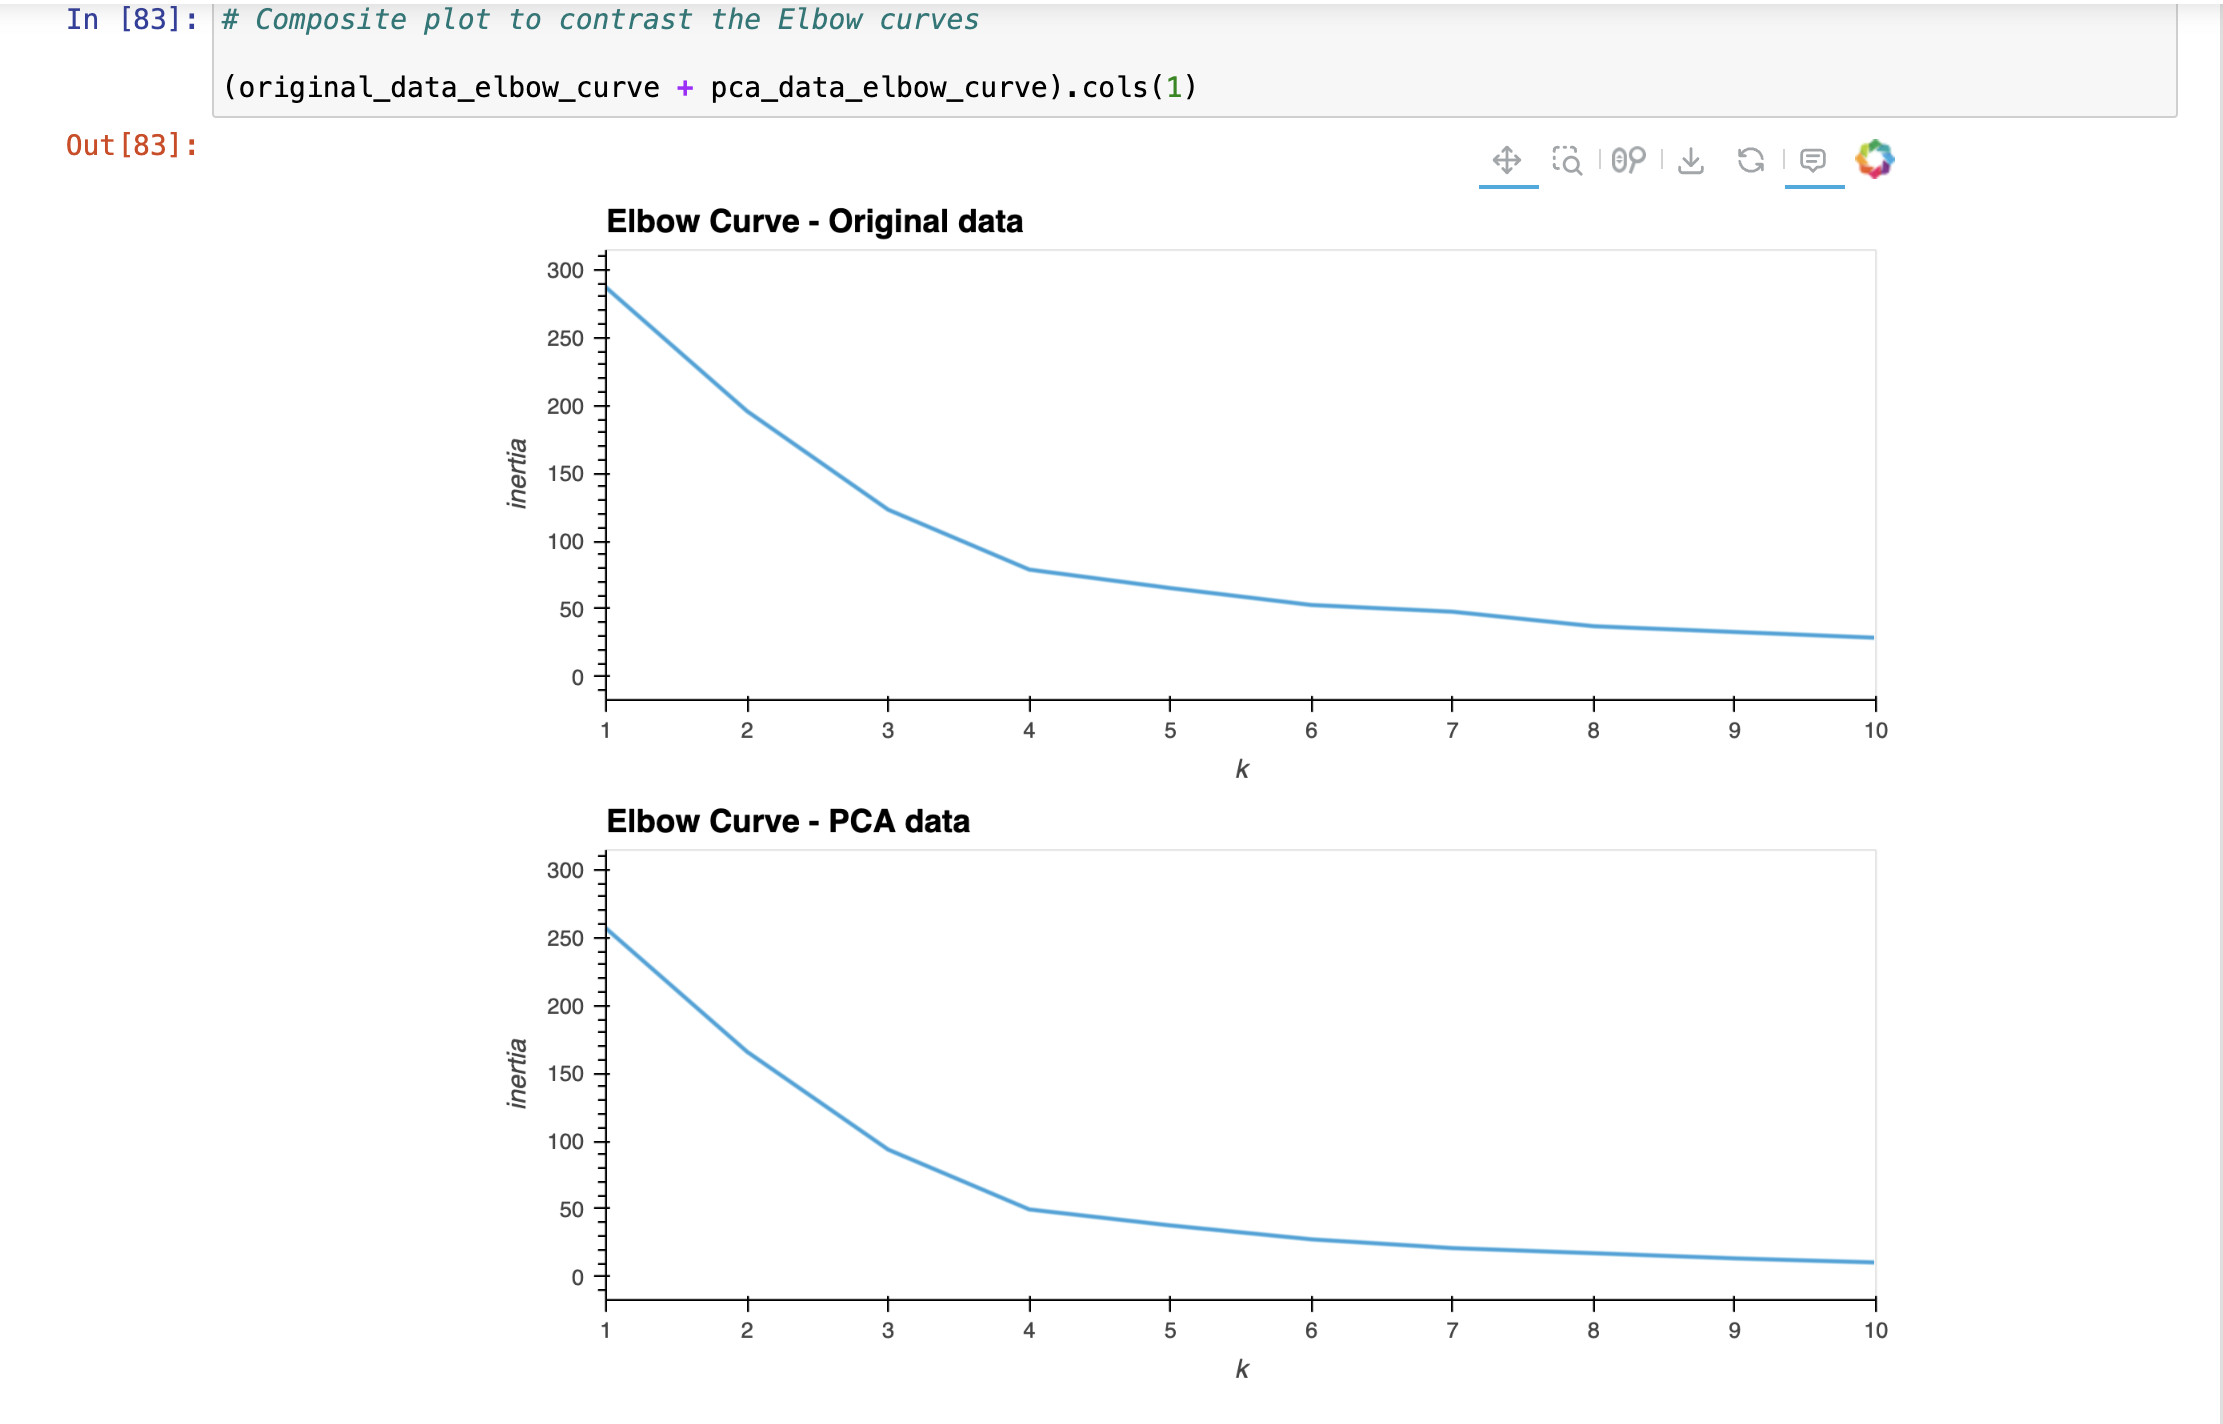 In [83]: # Composite plot to contrast the Elbow curves
(original_data_elbow_curve + pca_data_elbow_curve).cols(1)
Out[83]:
Elbow Curve - Original data
300
250
200
150
100
50
0
inertia
1 2 3 4 5 6 7 8 9 10
k
Elbow Curve - PCA data
300
250
200
150
100
50
0
inertia
1 2 3 4 5 6 7 8 9 10
k